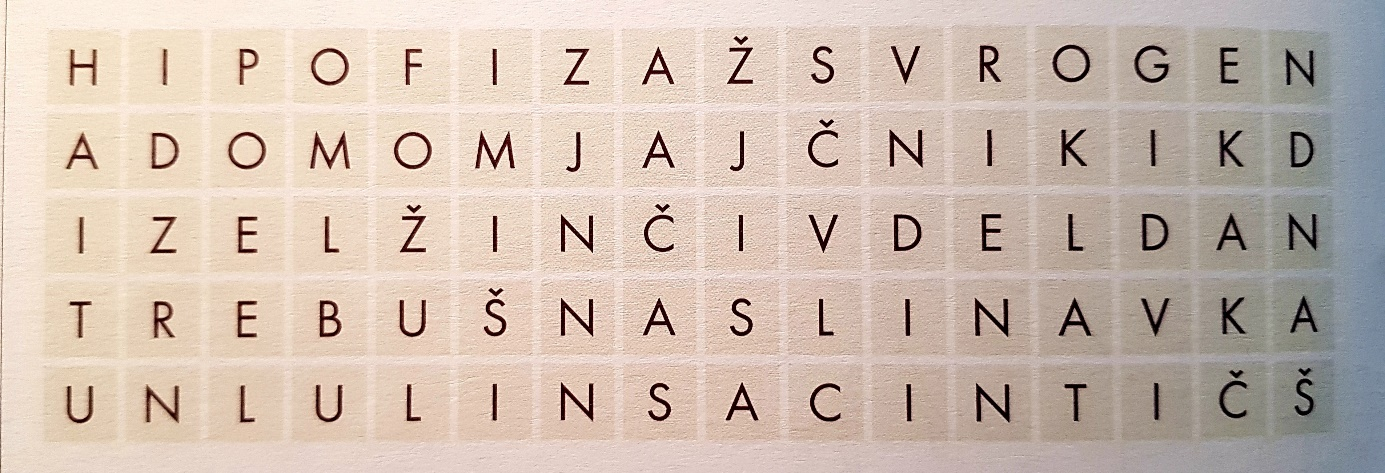 H I P O F I Z A Ž S V R O G E N
A D O M O M J A J Č N I K I K D
I Z E L Ž I N Č I V D E L D A N
T R E B U Š N A S L I N A V K A
U N L U L I N S A C I N T I Č Š